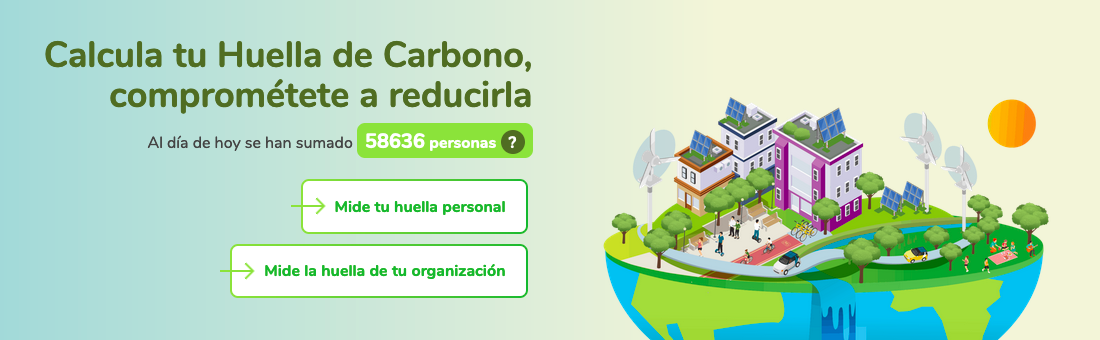 Calcula tu Huella de Carbono,
comprométete a reducirla
Al día de hoy se han sumado 58636 personas ?
Mide tu huella personal
Mide la huella de tu organización